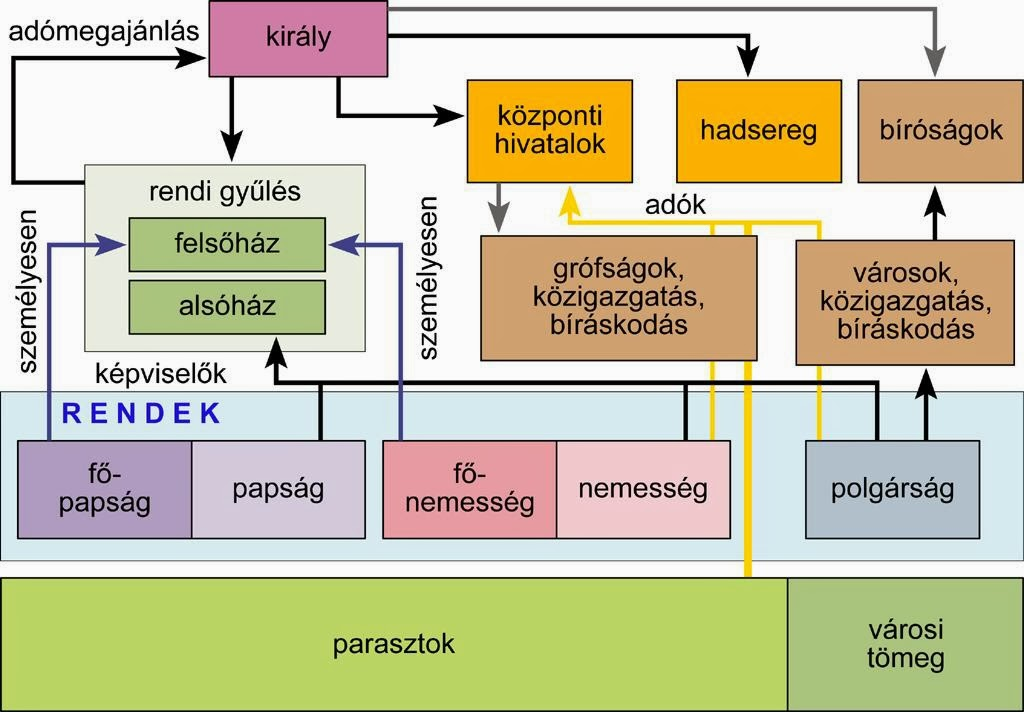 adómegajánlás
király
központi
hivatalok
hadsereg
bíróságok
rendi gyűlés
felsőház
alsóház
személyesen
személyesen
adók
grófságok,
közigazgatás,
bíráskodás
városok,
közigazgatás,
bíráskodás
képviselők
RENDEK
fő-
papság
papság
fő-
nemesség
nemesség
polgárság
parasztok
városi
tömeg